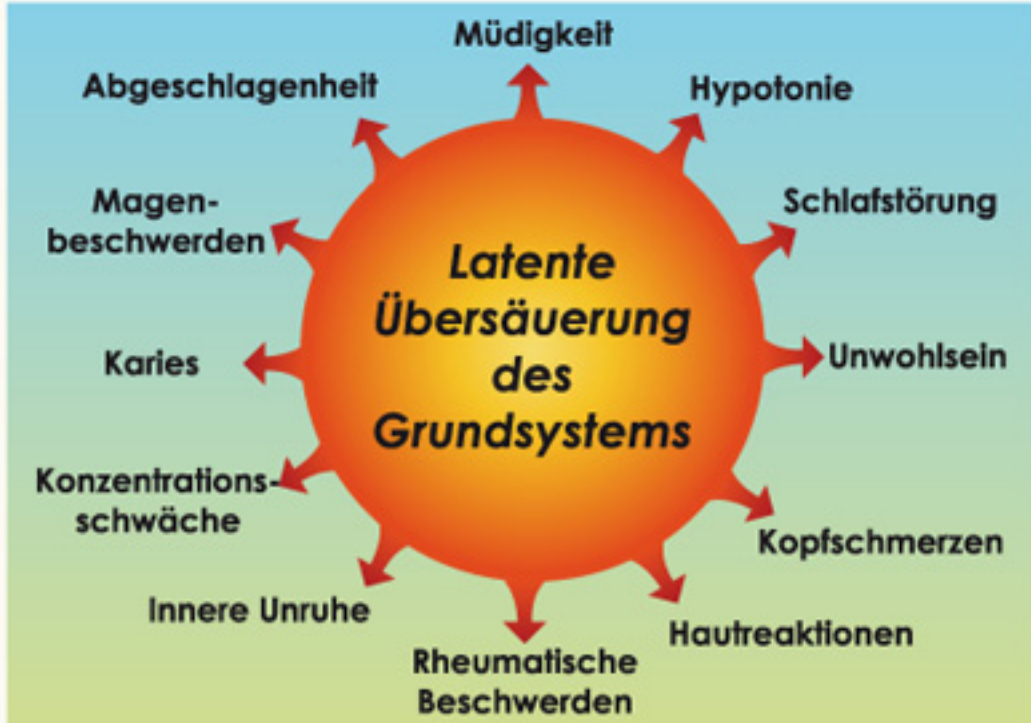 Müdigkeit
Hypotonie
Schlafstörung
Unwohlsein
Kopfschmerzen
Hautreaktionen
Rheumatische
Beschwerden
Innere Unruhe
Konzentrations-
schwäche
Karies
Magen-
beschwerden
Abgeschlagenheit
Latente
Übersäuerung
des
Grundsystems